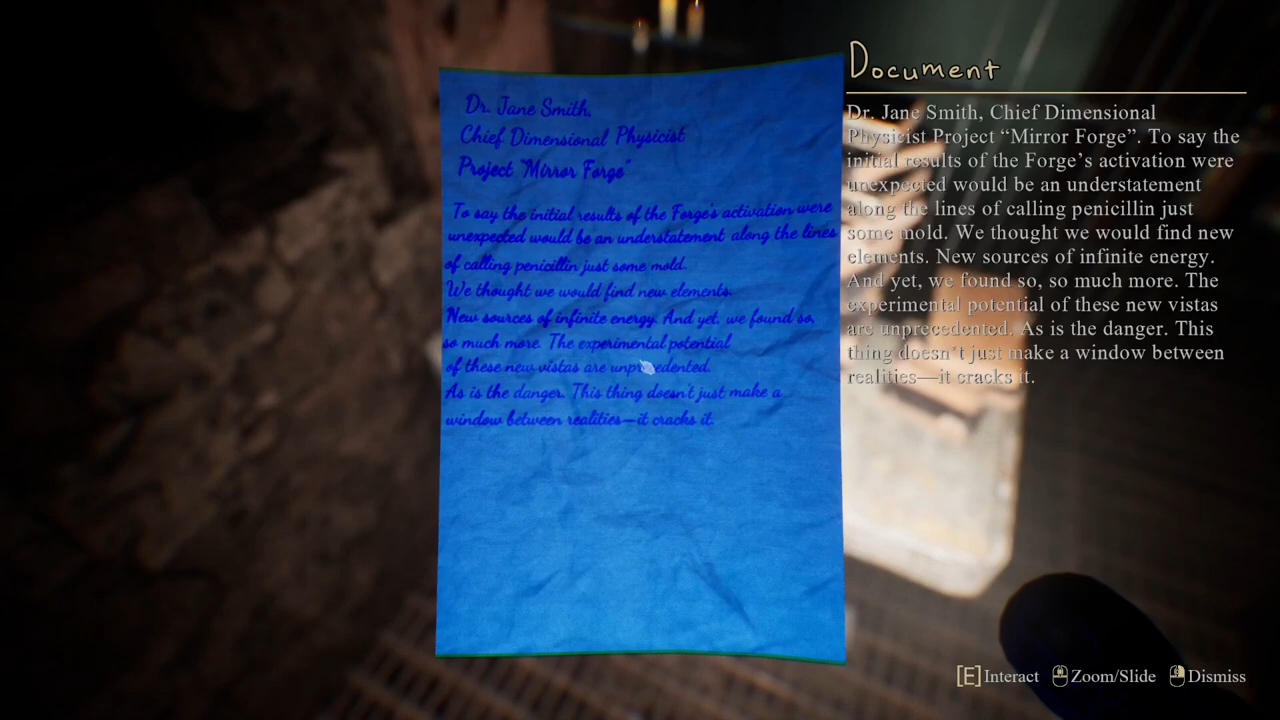 Dr. Jane Smith,
Chief Dimensional Physicist
Project "Mirror Forge"
To say the initial results of the Forge's activation were
unexpected would be an understatement along the lines
of calling penicillin just some mold.
We thought we would find new elements.
New sources of infinite energy. And yet, we found so,
so much more. The experimental potential
of these new vistas are unprecedented.
As is the danger. This thing doesn't just make a
window between realities—it cracks it.
Document
Dr. Jane Smith, Chief Dimensional
Physicist Project “Mirror Forge”. To say the
initial results of the Forge’s activation were
unexpected would be an understatement
along the lines of calling penicillin just
some mold. We thought we would find new
elements. New sources of infinite energy.
And yet, we found so, so much more. The
experimental potential of these new vistas
are unprecedented. As is the danger. This
thing doesn’t just make a window between
realities—it cracks it.
[E]Interact Zoom/Slide Dismiss